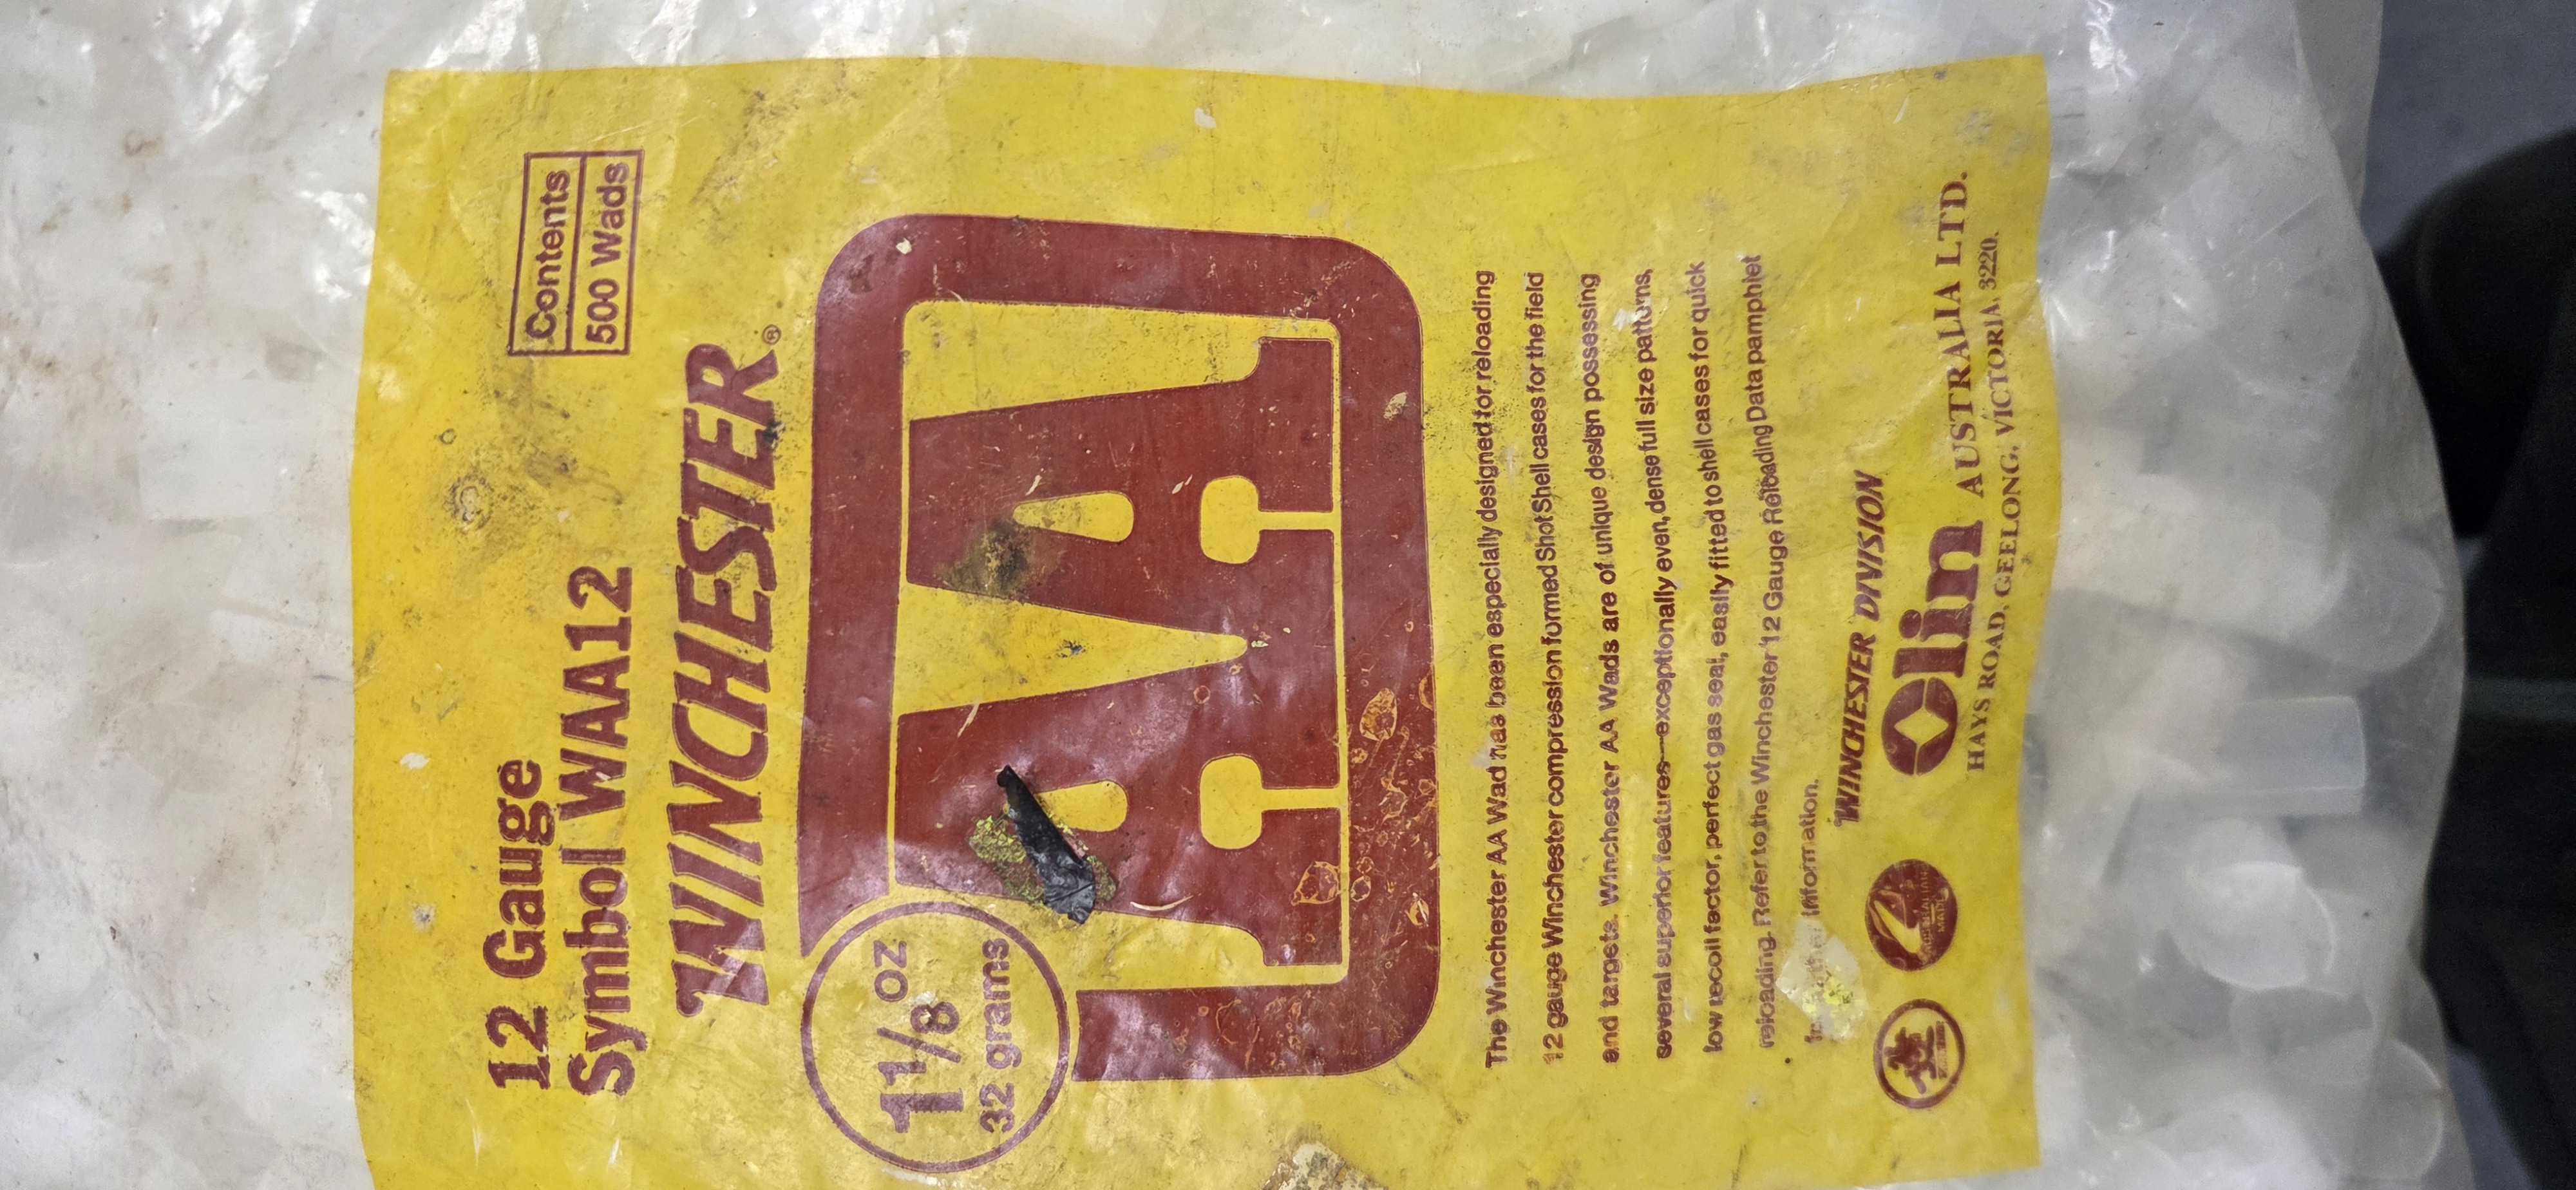 Contents
500 Wads
12 Gauge
Symbol WAA12
WINCHESTER®
1 1/8 oz
32 grams
AA
The Winchester AA Wad has been especially designed for reloading
12 gauge Winchester compression formed Shot Shell cases for the field
and targets. Winchester AA Wads are of unique design possessing
several superior features—exceptionally even, dense full size patterns,
low recoil factor, perfect gas seal, easily fitted to shell cases for quick
reloading. Refer to the Winchester 12 Gauge Reloading Data pamphlet
information.
WINCHESTER DIVISION
Olin AUSTRALIA LTD.
HAYS ROAD, GEELONG, VICTORIA, 3220.